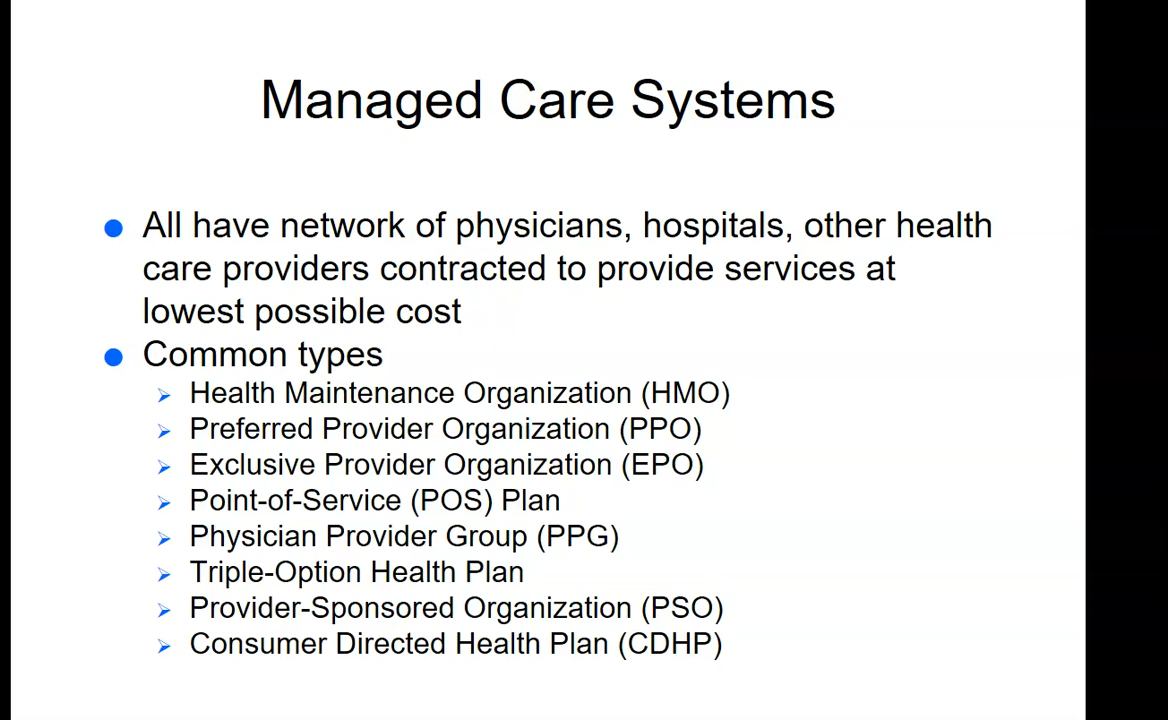 Managed Care Systems
All have network of physicians, hospitals, other health
care providers contracted to provide services at
lowest possible cost
Common types
Health Maintenance Organization (HMO)
Preferred Provider Organization (PPO)
Exclusive Provider Organization (EPO)
Point-of-Service (POS) Plan
Physician Provider Group (PPG)
Triple-Option Health Plan
Provider-Sponsored Organization (PSO)
Consumer Directed Health Plan (CDHP)